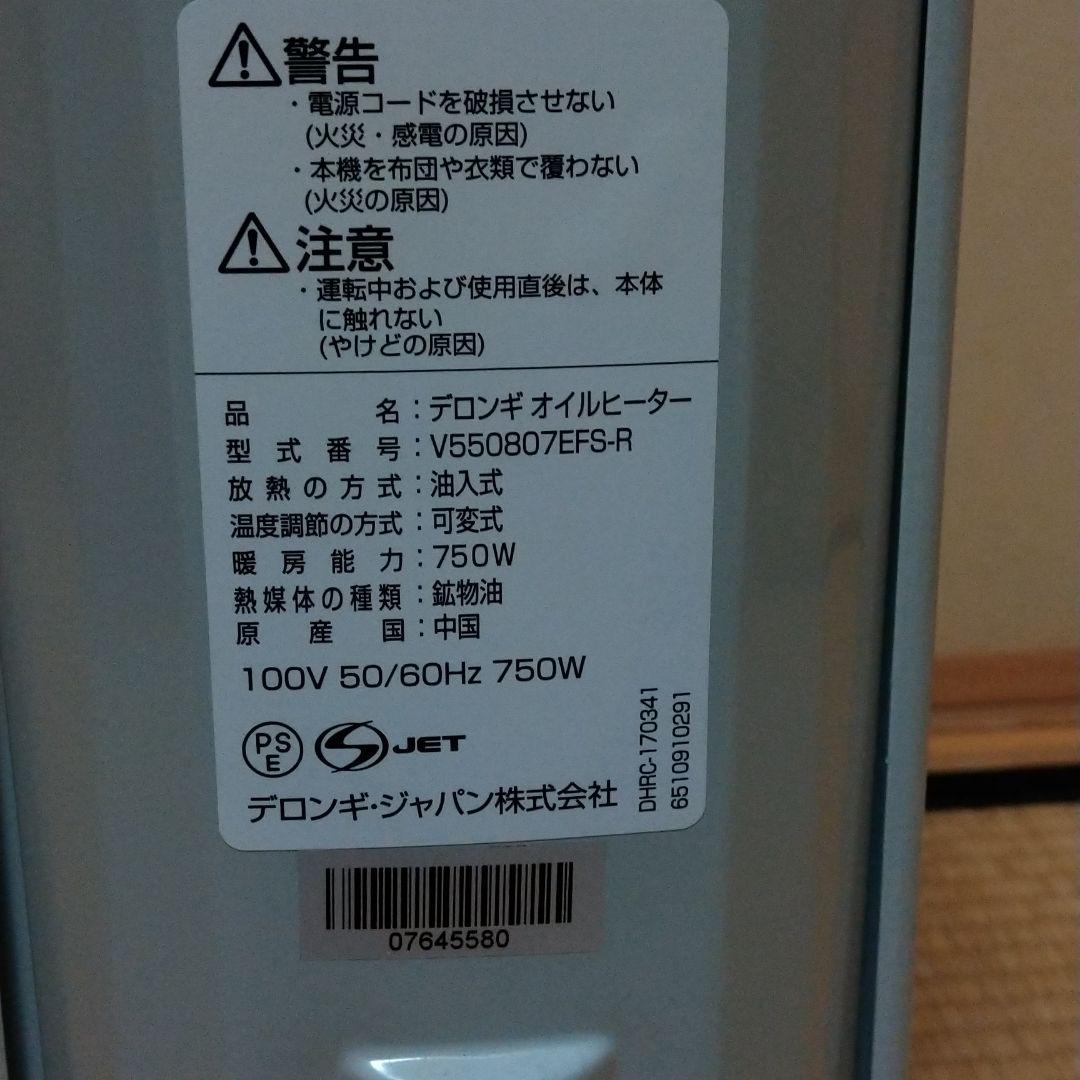 警告
・電源コードを破損させない
(火災・感電の原因)
・本機を布団や衣類で覆わない
(火災の原因)
注意
・運転中および使用直後は、本体
に触れない
(やけどの原因)
品名：デロンギ オイルヒーター
型式番号：V550807EFS-R
放熱の方式：油入式
温度調節の方式：可変式
暖房能力：750W
熱媒体の種類：鉱物油
原産国：中国
100V 50/60Hz 750W
PSE
JET
デロンギ・ジャパン株式会社
DHRC-170341
6510910291
07645580